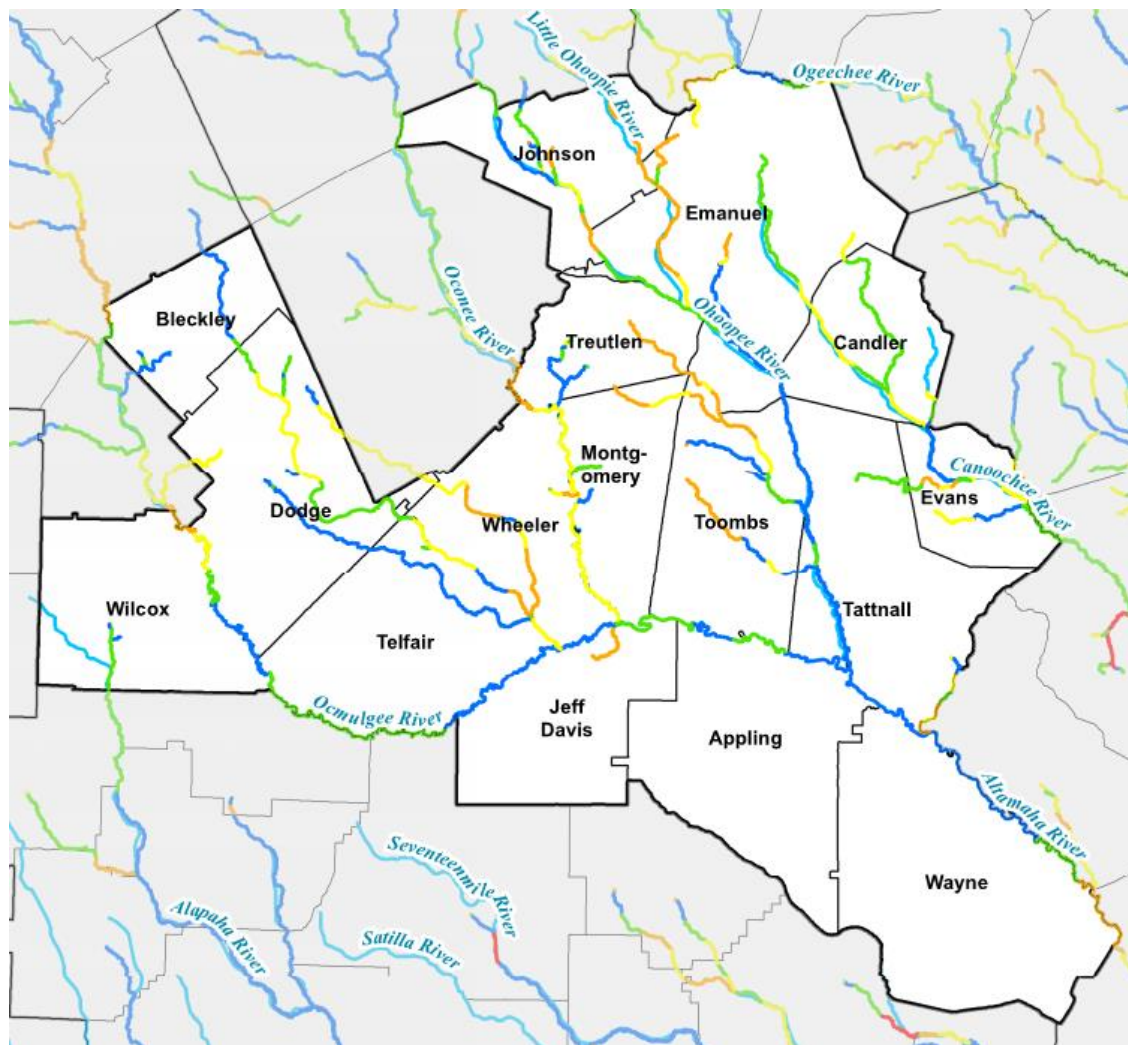 Little Ohoopie River
Ogeechee River
Johnson
Emanuel
Oconee River
Bleckley
Treutlen
Ohoopee River
Candler
Montg-
omery
Canoochee River
Evans
Dodge
Wheeler
Toombs
Wilcox
Telfair
Tattnall
Ocmulgee River
Jeff
Davis
Appling
Altamaha River
Seventeenmile River
Wayne
Alapaha River
Satilla River